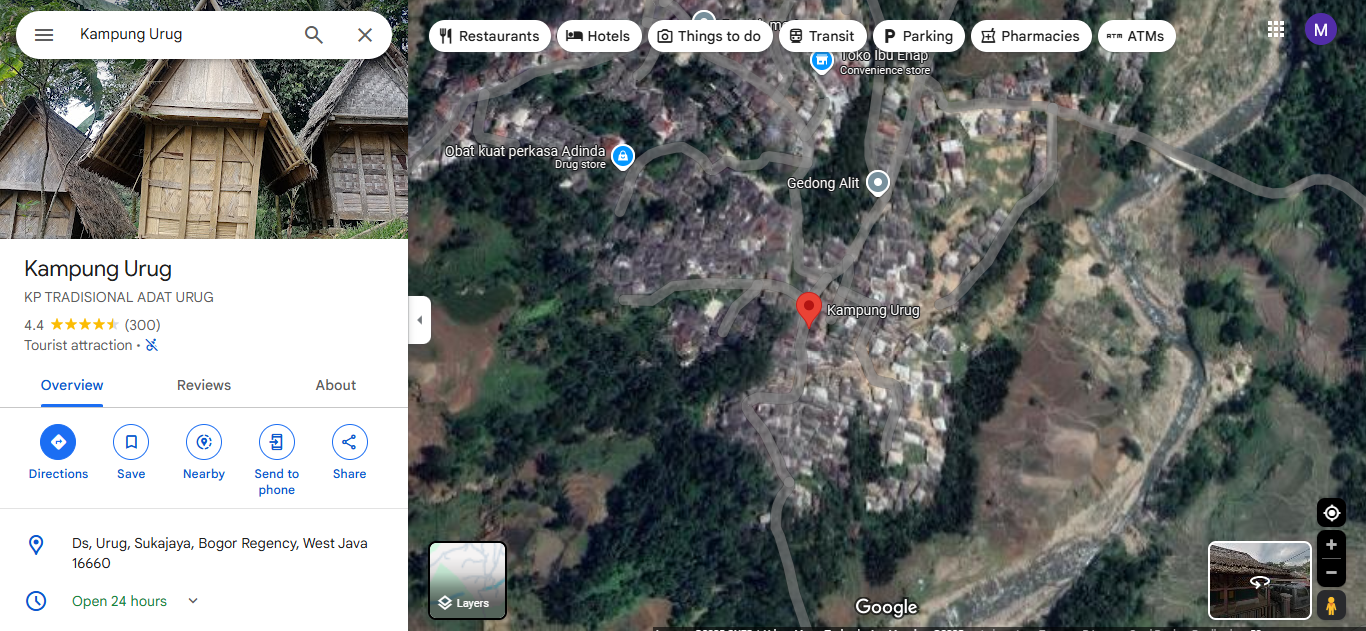 Kampung Urug
Restaurants
Hotels
Things to do
Transit
Parking
Pharmacies
ATM ATMs
M
Toko Ibu Enap
Convenience store
Obat kuat perkasa Adinda
Drug store
Gedong Alit
Kampung Urug
Kampung Urug
KP TRADISIONAL ADAT URUG
4.4 (300)
Tourist attraction ·
Overview
Reviews
About
Directions
Save
Nearby
Send to
phone
Share
Ds, Urug, Sukajaya, Bogor Regency, West Java
16660
Open 24 hours
Layers
Google